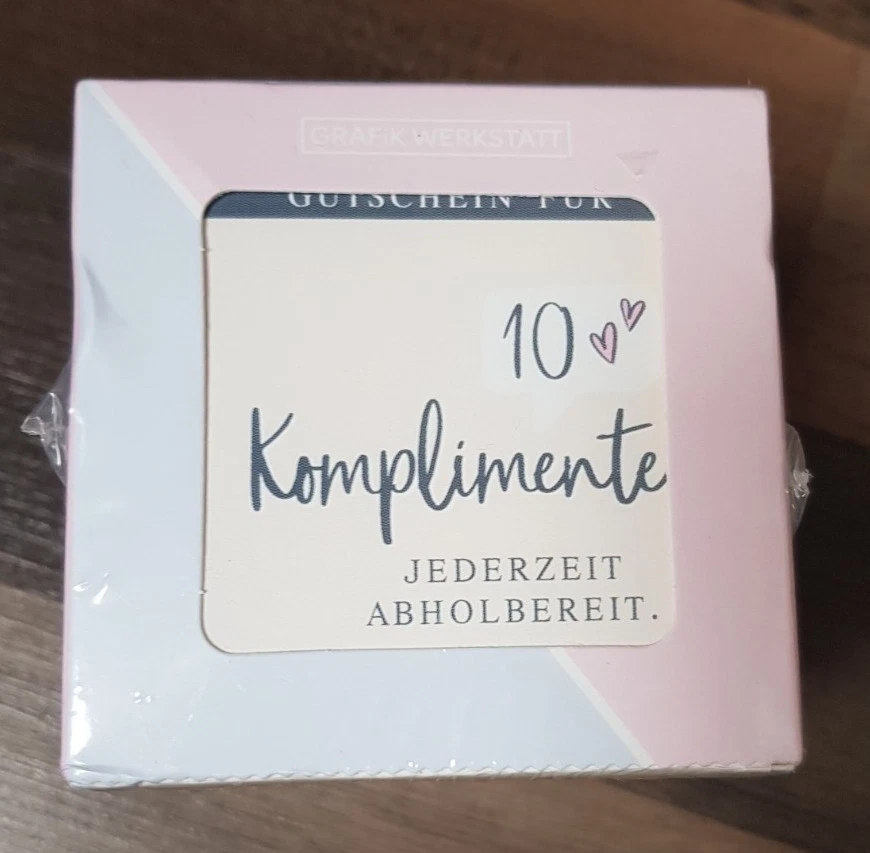 GRAFiK WERKSTATT
GUTSCHEIN FÜR
10
Komplimente
JEDERZEIT
ABHOLBEREIT.